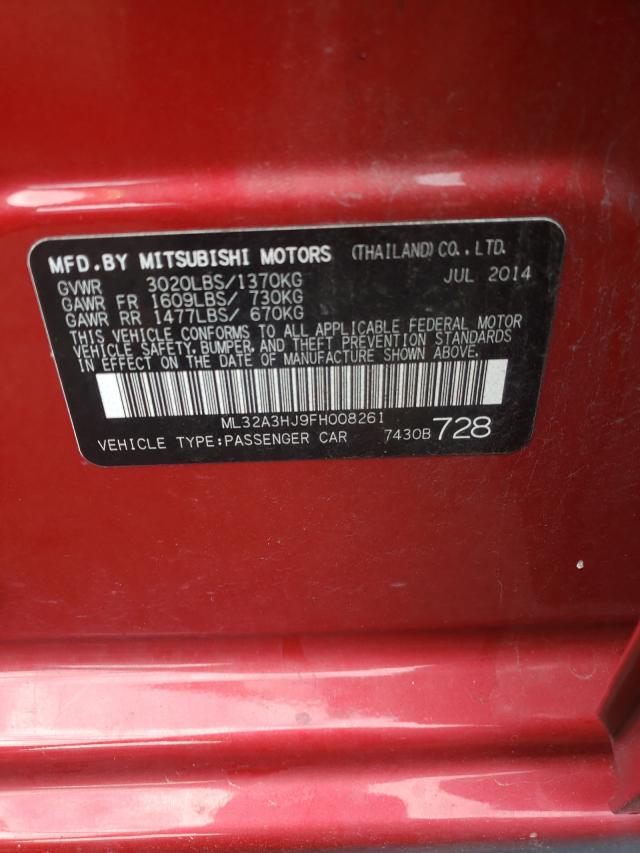 MFD.BY MITSUBISHI MOTORS (THAILAND) CO., LTD.
GVWR 3020LBS/1370KG JUL 2014
GAWR FR 1609LBS/ 730KG
GAWR RR 1477LBS/ 670KG
THIS VEHICLE CONFORMS TO ALL APPLICABLE FEDERAL MOTOR
VEHICLE SAFETY, BUMPER, AND THEFT PREVENTION STANDARDS
IN EFFECT ON THE DATE OF MANUFACTURE SHOWN ABOVE.
ML32A3HJ9FH008261
VEHICLE TYPE:PASSENGER CAR 7430B 728